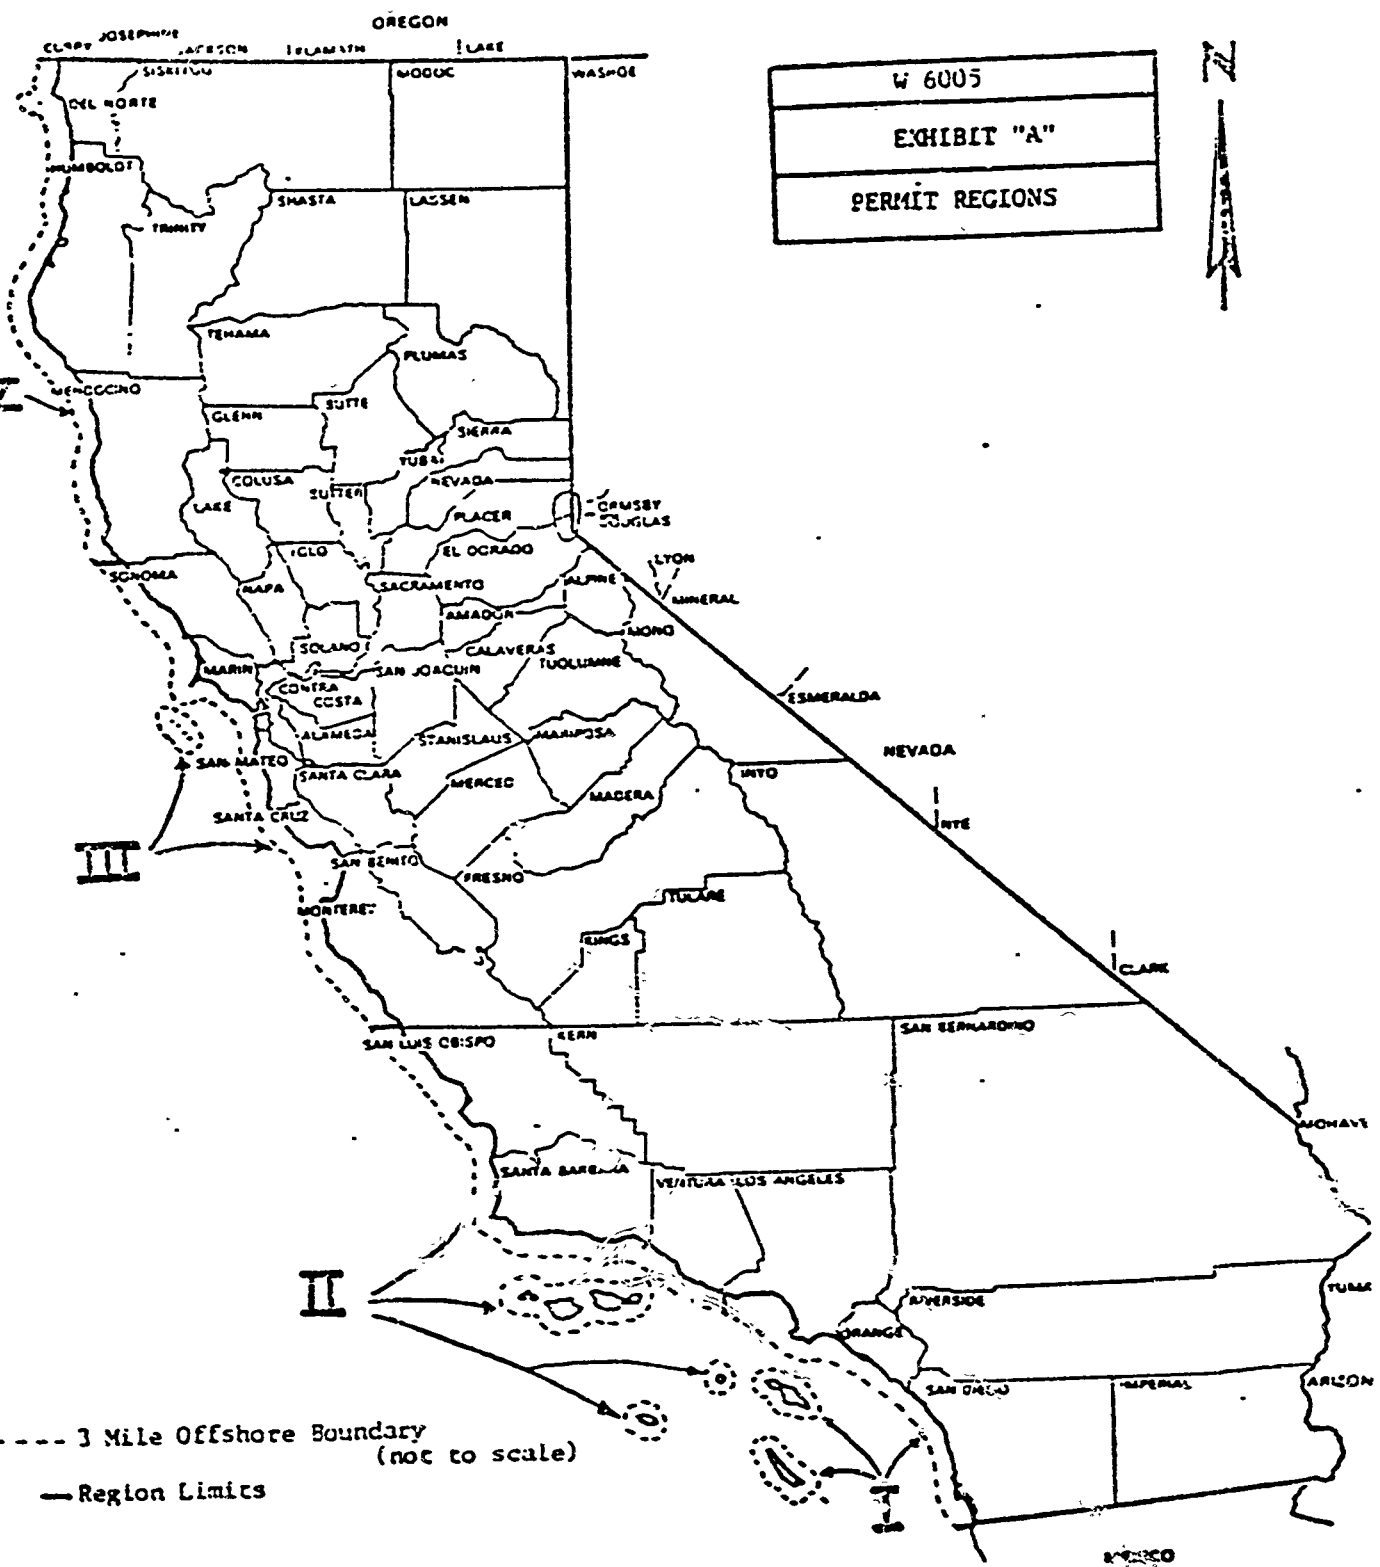 OREGON
CURRY JOSEPHINE JACKSON KLAMATH LAKE
SISKIYOU MODOC WASHOE
DEL NORTE
W 6005
EXHIBIT "A"
PERMIT REGIONS
N
HUMBOLDT
SHASTA LASSEN
TRINITY
TEHAMA
PLUMAS
MENDOCINO
GLENN BUTTE
SIERRA
YUBA
COLUSA NEVADA
SUTTER
LAKE PLACER
ORMSBY
DOUGLAS
YOLO EL DORADO
LYON
SONOMA NAPA SACRAMENTO ALPINE
MINERAL
AMADOR
MONO
SOLANO CALAVERAS
MARIN SAN JOAQUIN TUOLUMNE
CONTRA
COSTA
ESMERALDA
ALAMEDA STANISLAUS MARIPOSA
NEVADA
SAN MATEO SANTA CLARA MERCED INYO
MADERA
SANTA CRUZ
NYE
III
SAN BENITO
FRESNO
TULARE
MONTEREY
KINGS
CLARK
SAN LUIS OBISPO KERN SAN BERNARDINO
MOHAVE
SANTA BARBARA
VENTURA LOS ANGELES
II
RIVERSIDE YUMA
ORANGE
SAN DIEGO IMPERIAL ARIZON
---- 3 Mile Offshore Boundary
(not to scale)
— Region Limits
I
MEXICO